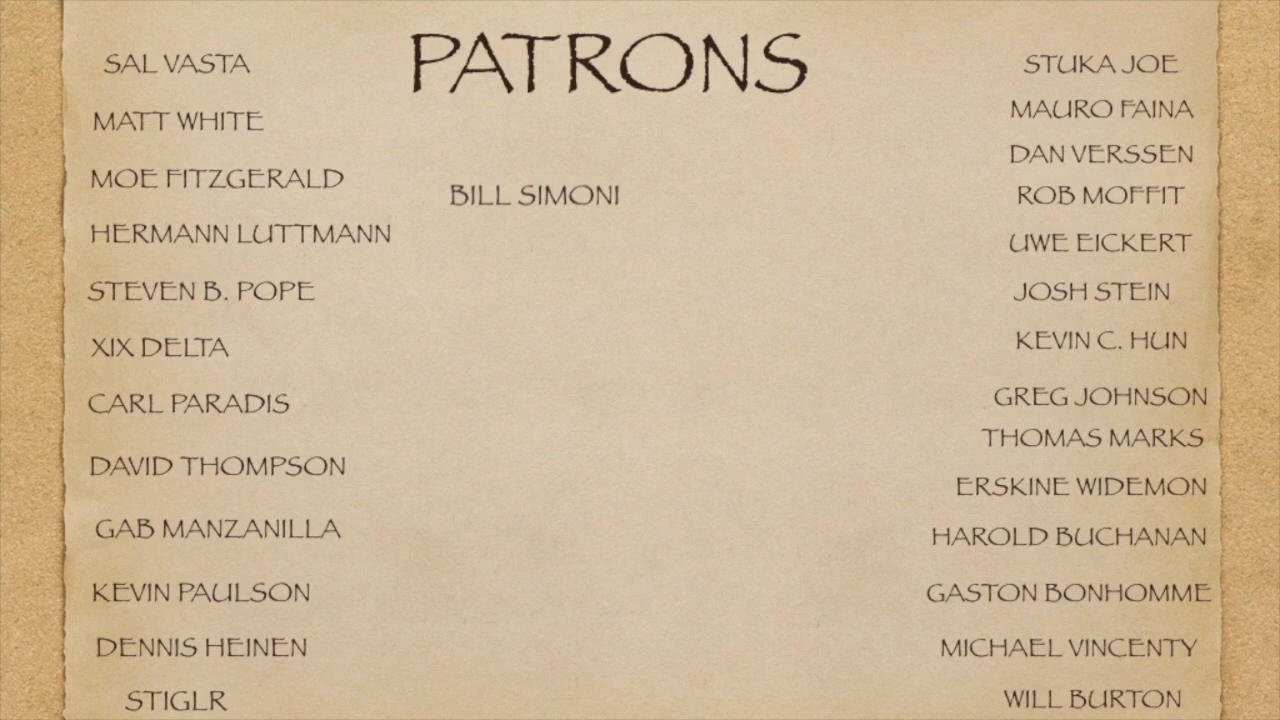 PATRONS
SAL VASTA
MATT WHITE
MOE FITZGERALD
HERMANN LUTTMANN
STEVEN B. POPE
XIX DELTA
CARL PARADIS
DAVID THOMPSON
GAB MANZANILLA
KEVIN PAULSON
DENNIS HEINEN
STIGLR
BILL SIMONI
STUKA JOE
MAURO FAINA
DAN VERSSEN
ROB MOFFIT
UWE EICKERT
JOSH STEIN
KEVIN C. HUN
GREG JOHNSON
THOMAS MARKS
ERSKINE WIDEMON
HAROLD BUCHANAN
GASTON BONHOMME
MICHAEL VINCENTY
WILL BURTON